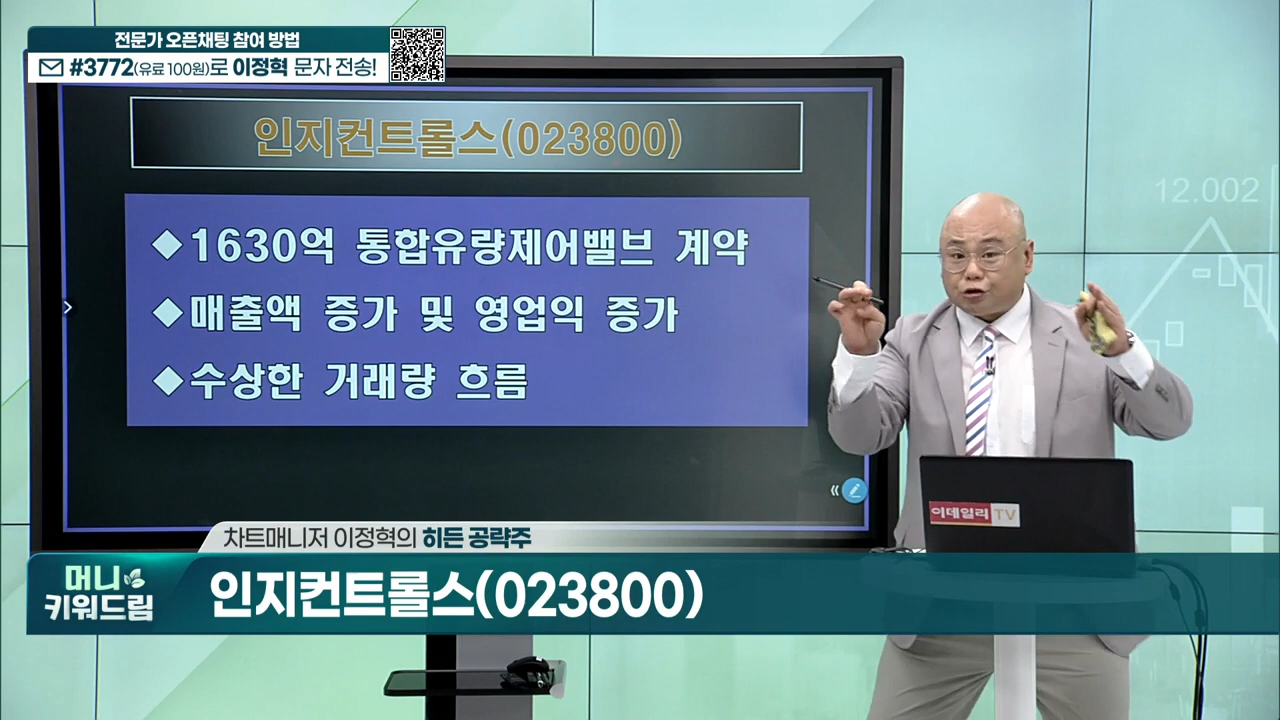 전문가 오픈채팅 참여 방법
#3772(유료 100원)로 이정혁 문자 전송!
인지컨트롤스(023800)
◆1630억 통합유량제어밸브 계약
◆매출액 증가 및 영업익 증가
◆수상한 거래량 흐름
12.002
이데일리TV
차트매니저 이정혁의 히든 공략주
머니
키워드림
인지컨트롤스(023800)